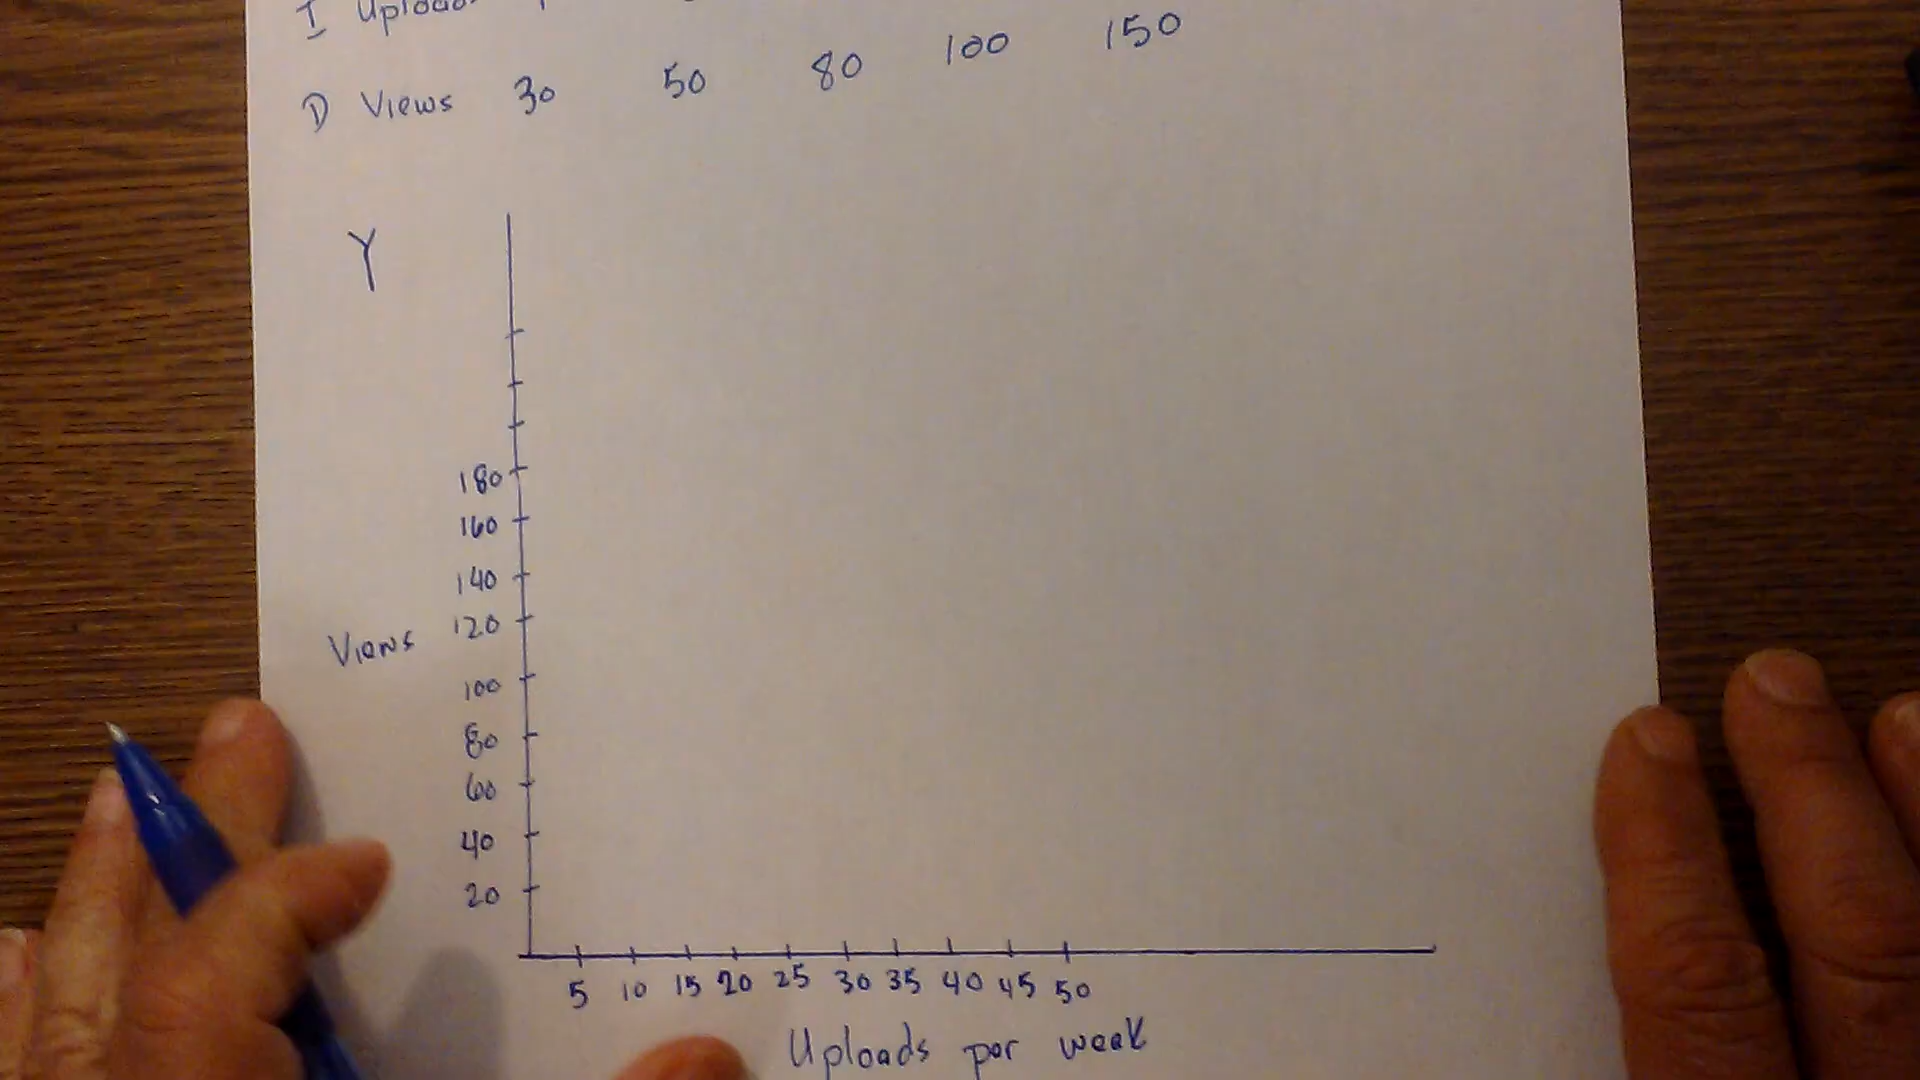 I Uploads
D Views 30 50 80 100 150
Y
180
160
140
Views 120
100
80
60
40
20
5 10 15 20 25 30 35 40 45 50
Uploads per week